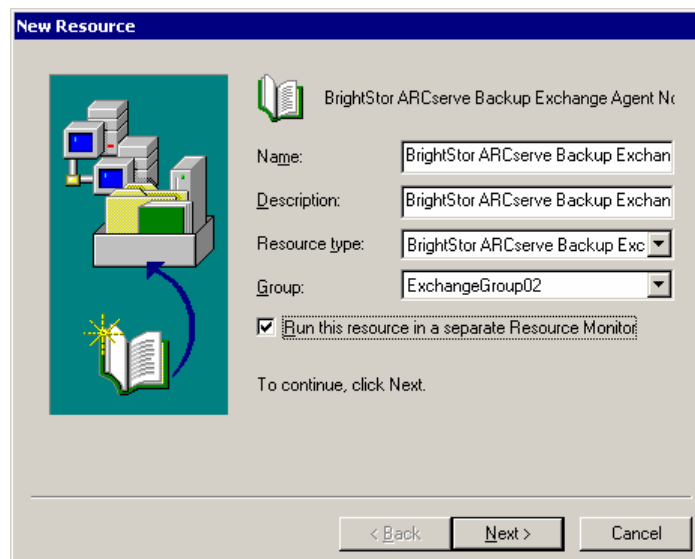 New Resource
BrightStor ARCserve Backup Exchange Agent Nc
Name: BrightStor ARCserve Backup Exchan
Description: BrightStor ARCserve Backup Exchan
Resource type: BrightStor ARCserve Backup Exc
Group: ExchangeGroup02
Run this resource in a separate Resource Monitor
To continue, click Next.
< Back Next > Cancel